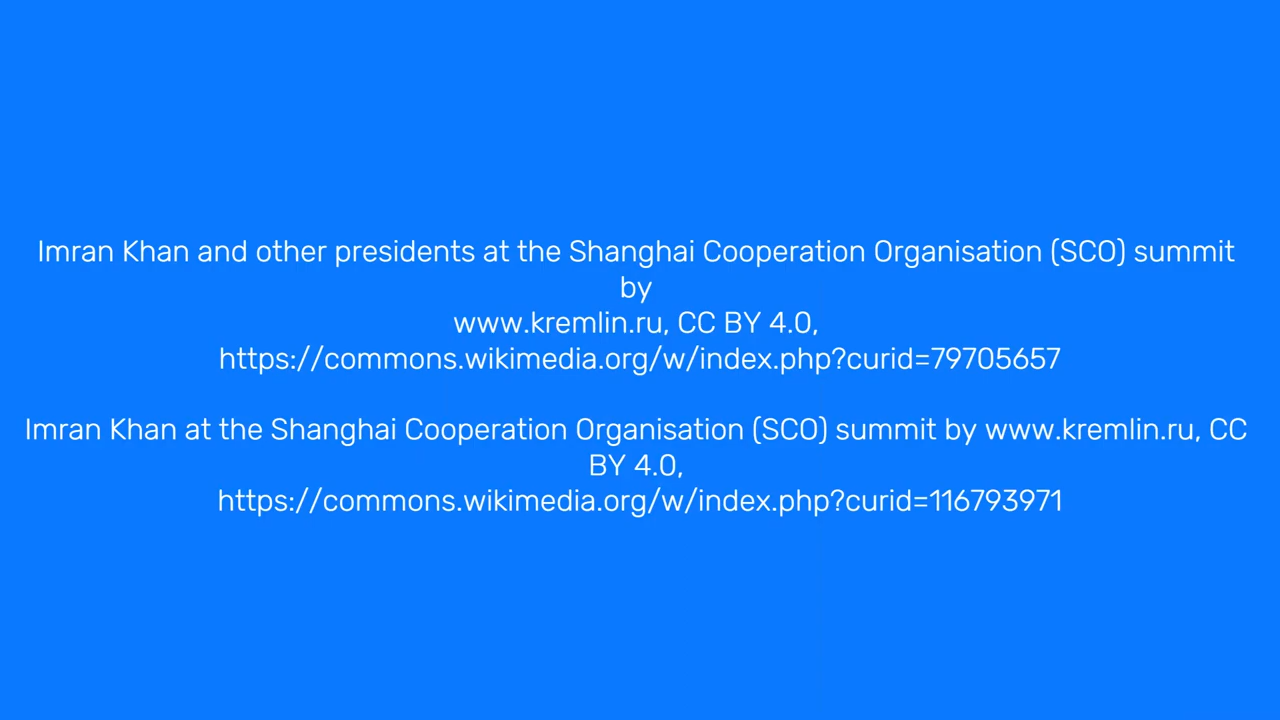 Imran Khan and other presidents at the Shanghai Cooperation Organisation (SCO) summit
by
www.kremlin.ru, CC BY 4.0,
https://commons.wikimedia.org/w/index.php?curid=79705657
Imran Khan at the Shanghai Cooperation Organisation (SCO) summit by www.kremlin.ru, CC
BY 4.0,
https://commons.wikimedia.org/w/index.php?curid=116793971